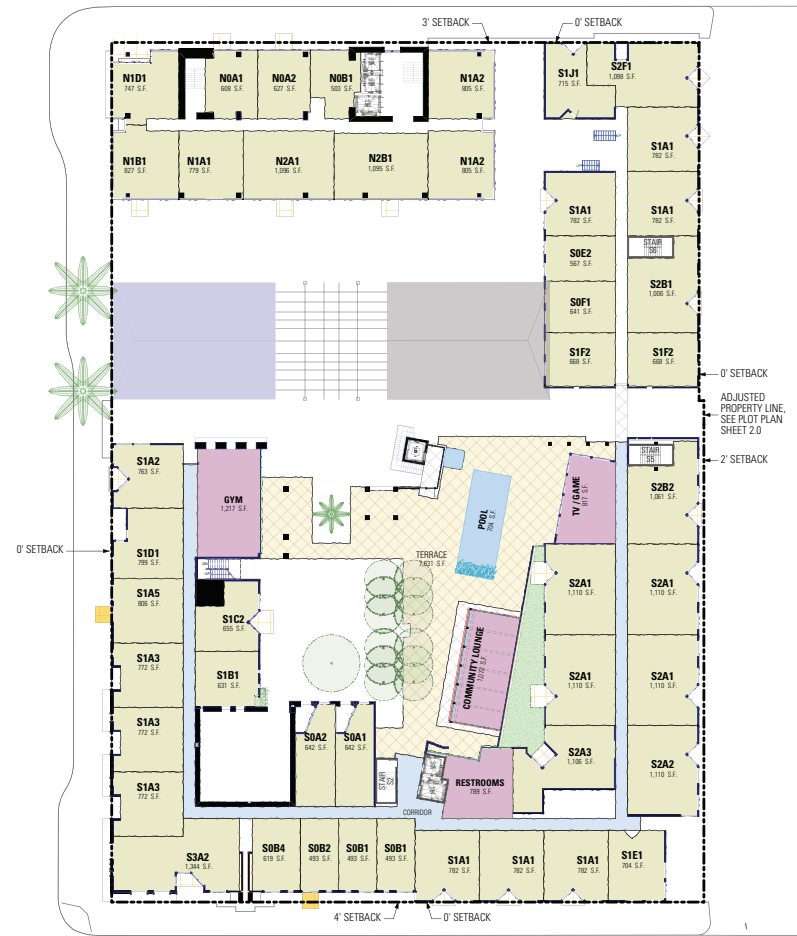 3' SETBACK
0' SETBACK
N1D1
747 S.F.
N0A1
608 S.F.
N0A2
627 S.F.
N0B1
503 S.F.
N1A2
805 S.F.
S1J1
715 S.F.
S2F1
1,098 S.F.
N1B1
827 S.F.
N1A1
779 S.F.
N2A1
1,096 S.F.
N2B1
1,095 S.F.
N1A2
805 S.F.
S1A1
782 S.F.
S1A1
782 S.F.
S1A1
782 S.F.
STAIR
S6
S0E2
567 S.F.
S0F1
641 S.F.
S2B1
1,006 S.F.
S1F2
668 S.F.
S1F2
668 S.F.
0' SETBACK
ADJUSTED
PROPERTY LINE,
SEE PLOT PLAN
SHEET 2.0
2' SETBACK
S1A2
763 S.F.
GYM
1,217 S.F.
POOL
704 S.F.
TV / GAME
817 S.F.
STAIR
S5
S2B2
1,061 S.F.
0' SETBACK
S1D1
799 S.F.
TERRACE
S2A1
1,110 S.F.
S2A1
1,110 S.F.
S1A5
806 S.F.
S1C2
655 S.F.
S1A3
772 S.F.
S1B1
631 S.F.
COMMUNITY LOUNGE
1,072 S.F.
S2A1
1,110 S.F.
S2A1
1,110 S.F.
S1A3
772 S.F.
S0A2
642 S.F.
S0A1
642 S.F.
S2A3
1,106 S.F.
S2A2
1,110 S.F.
S1A3
772 S.F.
STAIR
S2
RESTROOMS
789 S.F.
CORRIDOR
S3A2
1,344 S.F.
S0B4
619 S.F.
S0B2
493 S.F.
S0B1
493 S.F.
S0B1
493 S.F.
S1A1
782 S.F.
S1A1
782 S.F.
S1A1
782 S.F.
S1E1
704 S.F.
4' SETBACK
0' SETBACK